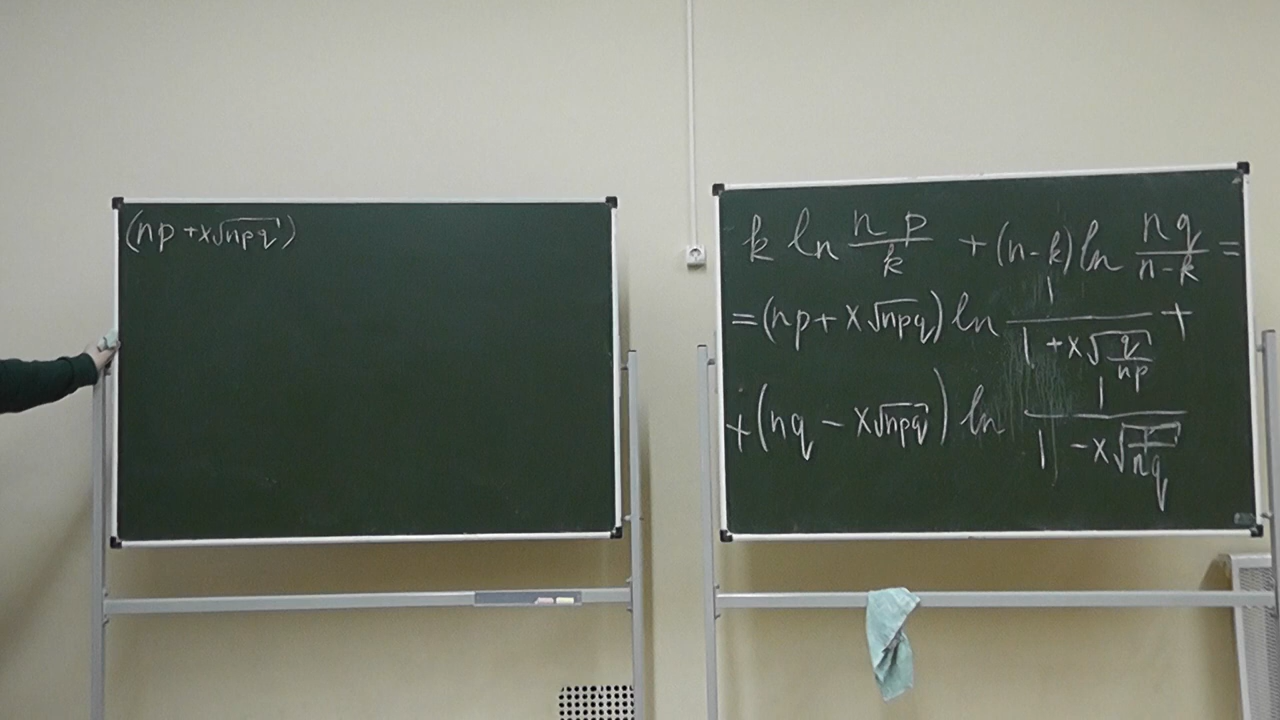 (np + x√npq)
k ln np/k + (n-k) ln nq/n-k =
= (np + x√npq) ln 1/1 + x√q/np +
+ (nq - x√npq) ln 1/1 - x√p/nq